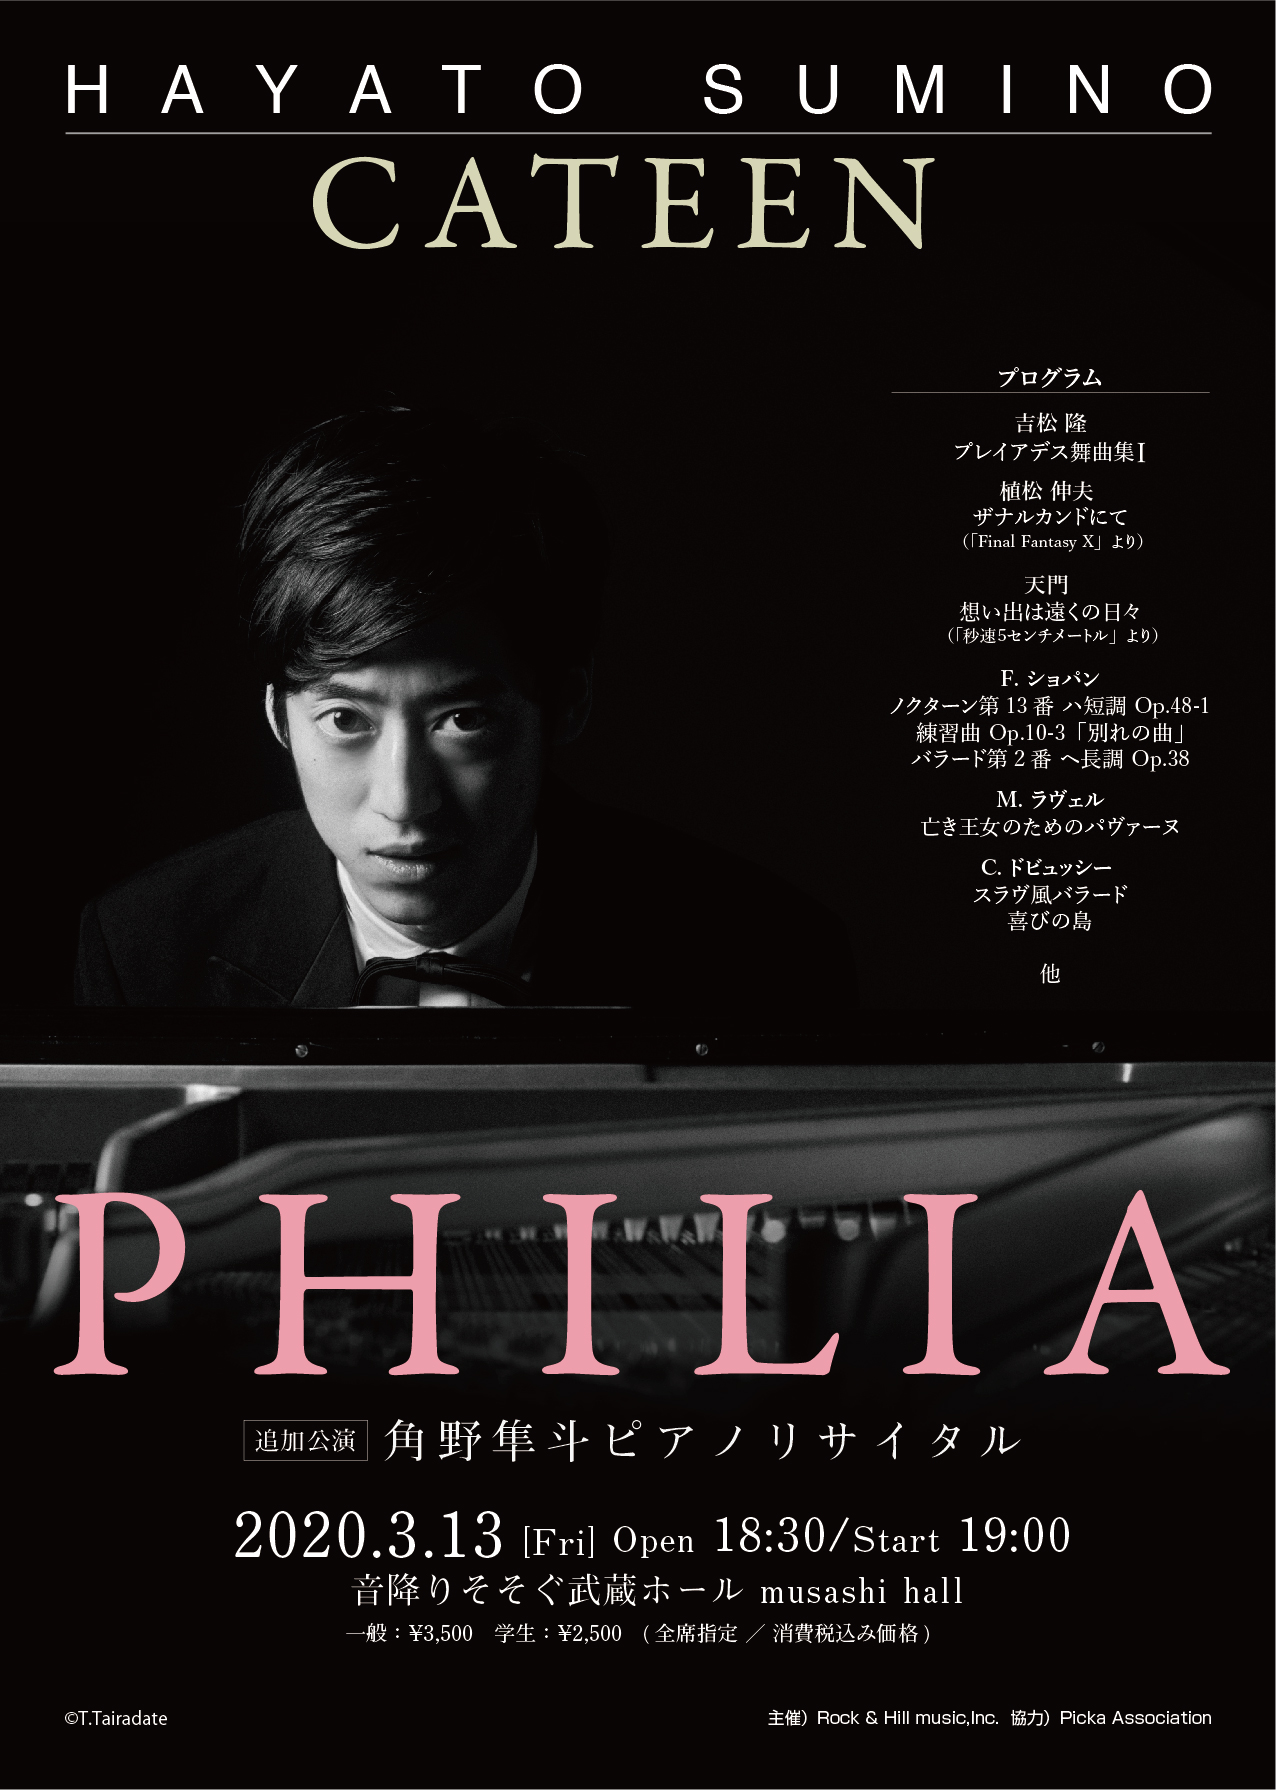 HAYATO SUMINO
CATEEN
プログラム
吉松 隆
プレイアデス舞曲集I
植松 伸夫
ザナルカンドにて
（「Final Fantasy X」より）
天門
想い出は遠くの日々
（「秒速5センチメートル」より）
F. ショパン
ノクターン第 13 番 ハ短調 Op.48-1
練習曲 Op.10-3「別れの曲」
バラード第 2 番 ヘ長調 Op.38
M. ラヴェル
亡き王女のためのパヴァーヌ
C. ドビュッシー
スラヴ風バラード
喜びの島
他
PHILIA
追加公演 角野隼斗ピアノリサイタル
2020.3.13 [Fri] Open 18:30/Start 19:00
音降りそそぐ武蔵ホール musashi hall
一般：¥3,500　学生：¥2,500　( 全席指定 ／ 消費税込み価格 )
©T.Tairadate
主催）Rock & Hill music,Inc. 協力）Picka Association